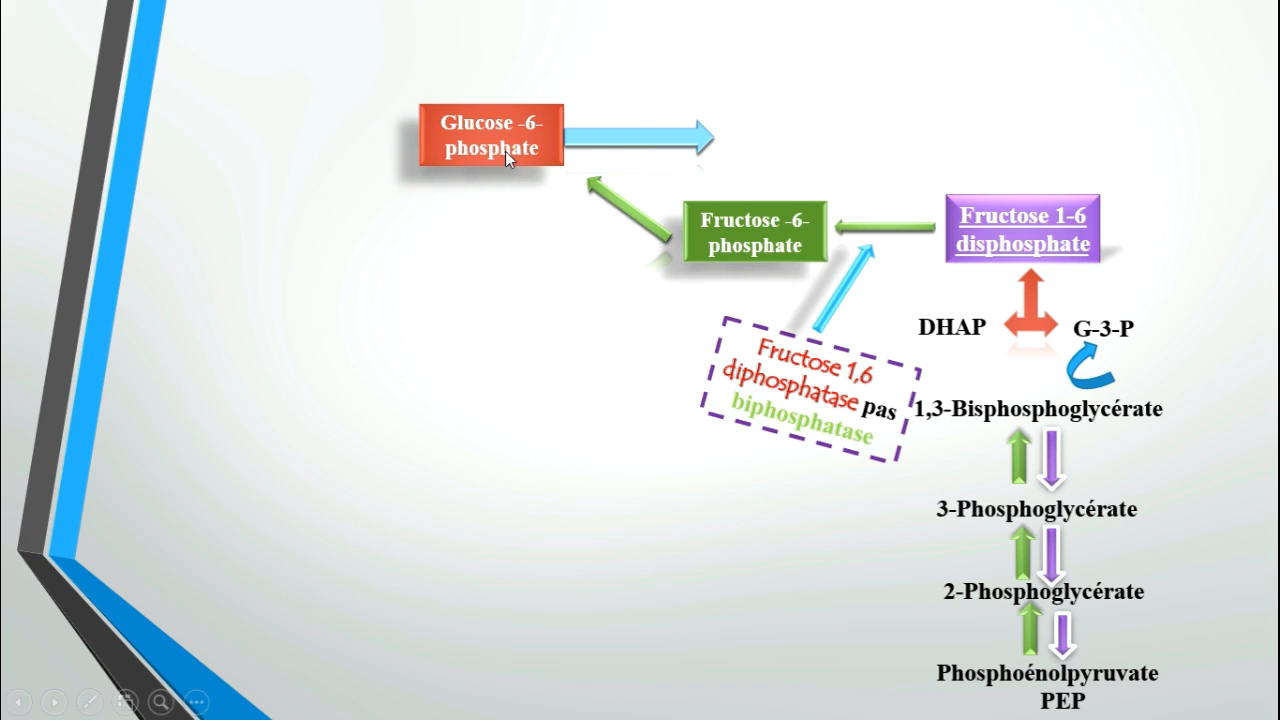 Glucose -6-
phosphate
Fructose -6-
phosphate
Fructose 1-6
disphosphate
DHAP
G-3-P
Fructose 1,6
diphosphatase pas
biphosphatase
1,3-Bisphosphoglycérate
3-Phosphoglycérate
2-Phosphoglycérate
Phosphoénolpyruvate
PEP